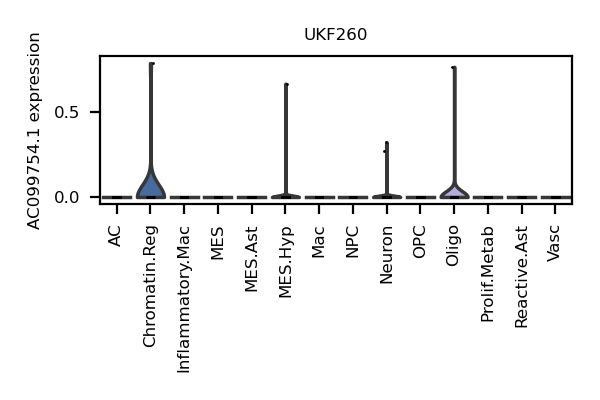 UKF260
AC099754.1 expression
0.5
0.0
AC
Chromatin.Reg
Inflammatory.Mac
MES
MES.Ast
MES.Hyp
Mac
NPC
Neuron
OPC
Oligo
Prolif.Metab
Reactive.Ast
Vasc